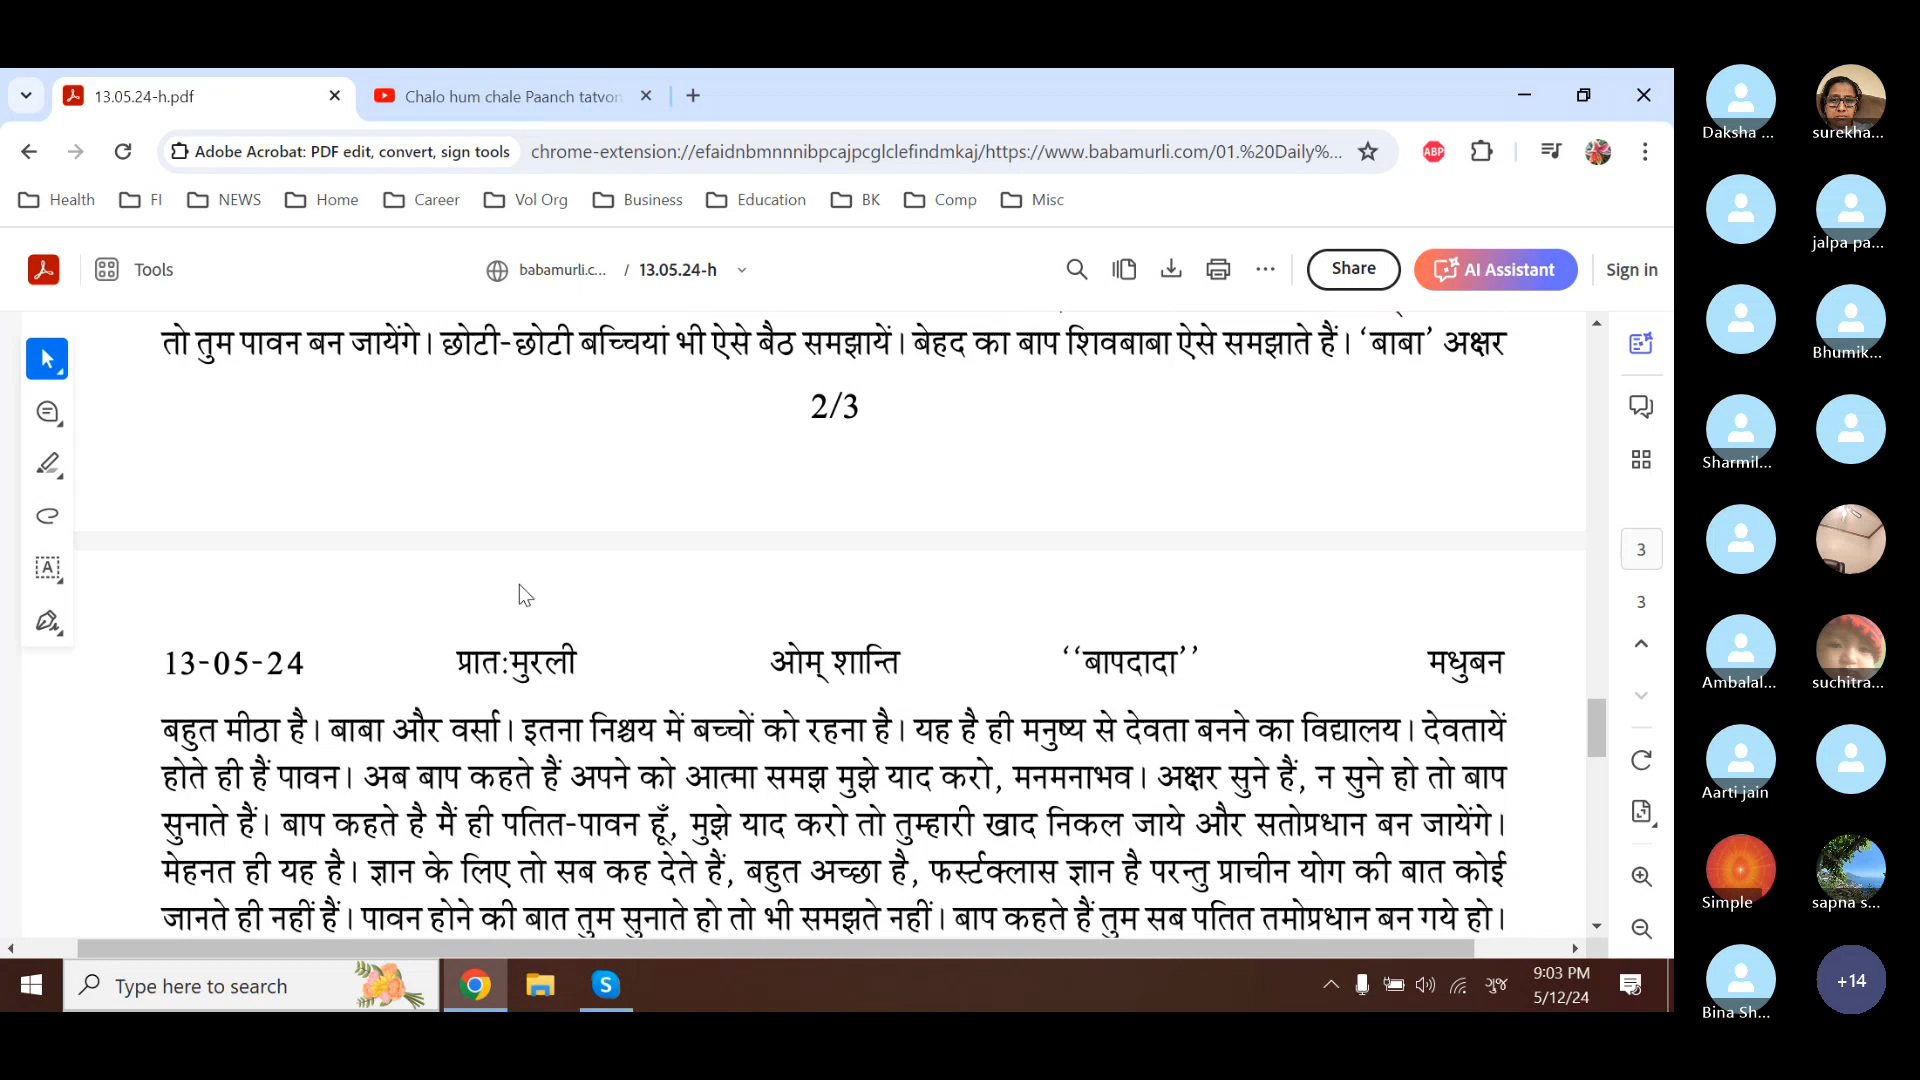 13.05.24-h.pdf
Chalo hum chale Paanch tatvon
Adobe Acrobat: PDF edit, convert, sign tools
chrome-extension://efaidnbmnnnibpcajpcglclefindmkaj/https://www.babamurli.com/01.%20Daily%...
ABP
Health FI NEWS Home Career Vol Org Business Education BK Comp Misc
Tools
babamurli.c... / 13.05.24-h
Share
AI Assistant
Sign in
तो तुम पावन बन जायेंगे। छोटी-छोटी बच्चियां भी ऐसे बैठ समझायें। बेहद का बाप शिवबाबा ऐसे समझाते हैं। ‘बाबा’ अक्षर
2/3
3
3
13-05-24 प्रात:मुरली ओम् शान्ति ‘‘बापदादा’’ मधुबन
बहुत मीठा है। बाबा और वर्सा। इतना निश्चय में बच्चों को रहना है। यह है ही मनुष्य से देवता बनने का विद्यालय। देवतायें
होते ही हैं पावन। अब बाप कहते हैं अपने को आत्मा समझ मुझे याद करो, मनमनाभव। अक्षर सुने हैं, न सुने हो तो बाप
सुनाते हैं। बाप कहते है मैं ही पतित-पावन हूँ, मुझे याद करो तो तुम्हारी खाद निकल जाये और सतोप्रधान बन जायेंगे।
मेहनत ही यह है। ज्ञान के लिए तो सब कह देते हैं, बहुत अच्छा है, फर्स्टक्लास ज्ञान है परन्तु प्राचीन योग की बात कोई
जानते ही नहीं हैं। पावन होने की बात तुम सुनाते हो तो भी समझते नहीं। बाप कहते हैं तुम सब पतित तमोप्रधान बन गये हो।
Type here to search
ગુજ
9:03 PM
5/12/24
Daksha ...
surekha...
jalpa pa...
Bhumik...
Sharmil...
Ambalal...
suchitra...
Aarti jain
Simple
sapna s...
Bina Sh...
+14